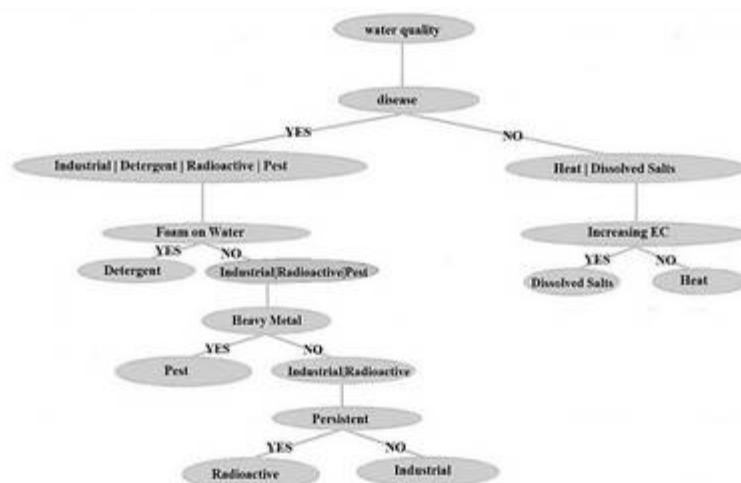 water quality
disease
YES
NO
Industrial | Detergent | Radioactive | Pest
Heat | Dissolved Salts
Foam on Water
Increasing EC
YES
NO
YES
NO
Detergent
Industrial|Radioactive|Pest
Dissolved Salts
Heat
Heavy Metal
YES
NO
Pest
Industrial|Radioactive
Persistent
YES
NO
Radioactive
Industrial